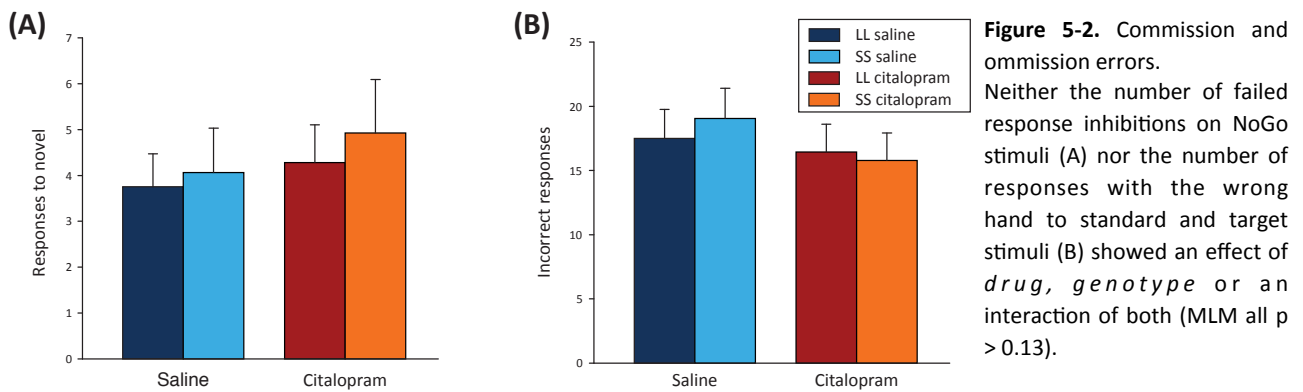 (A)
7
6
5
4
3
2
1
0
Responses to novel
Saline
Citalopram
(B)
25
20
15
10
5
0
Incorrect responses
Saline
Citalopram
LL saline
SS saline
LL citalopram
SS citalopram
Figure 5-2. Commission and
ommission errors.
Neither the number of failed
response inhibitions on NoGo
stimuli (A) nor the number of
responses with the wrong
hand to standard and target
stimuli (B) showed an effect of
drug, genotype or an
interaction of both (MLM all p
> 0.13).